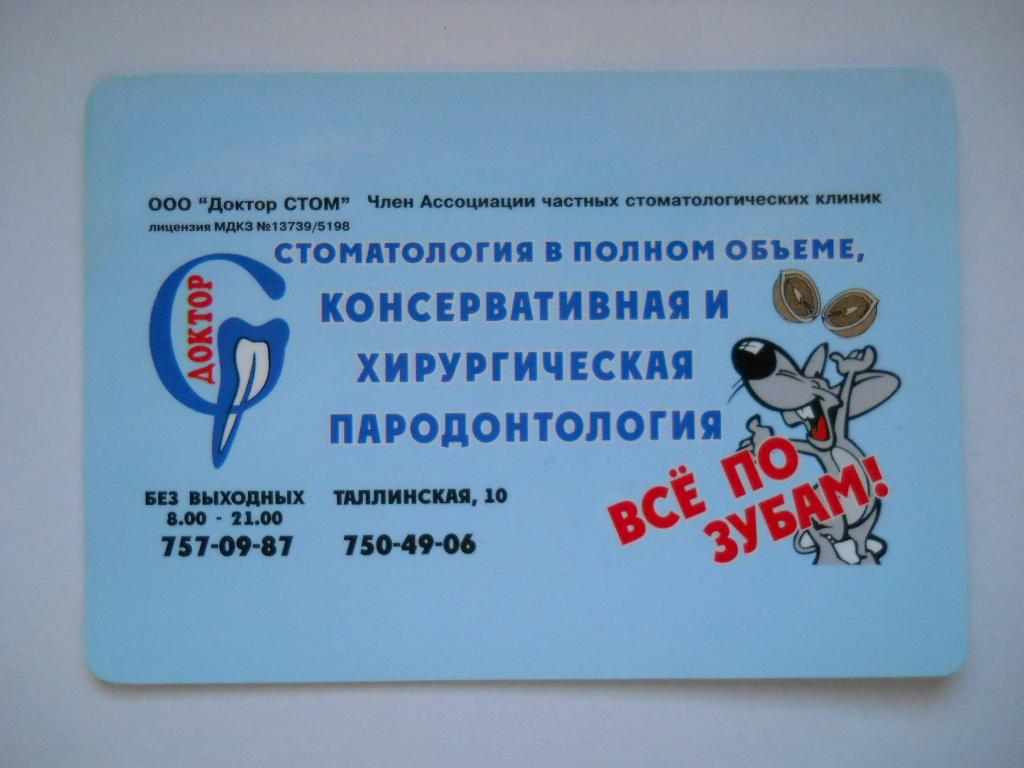 ООО “Доктор СТОМ” Член Ассоциации частных стоматологических клиник
лицензия МДКЗ №13739/5198
СТОМАТОЛОГИЯ В ПОЛНОМ ОБЪЕМЕ,
КОНСЕРВАТИВНАЯ И
ХИРУРГИЧЕСКАЯ
ПАРОДОНТОЛОГИЯ
ДОКТОР
БЕЗ ВЫХОДНЫХ
8.00 - 21.00
757-09-87
ТАЛЛИНСКАЯ, 10
750-49-06
ВСЁ ПО
ЗУБАМ!